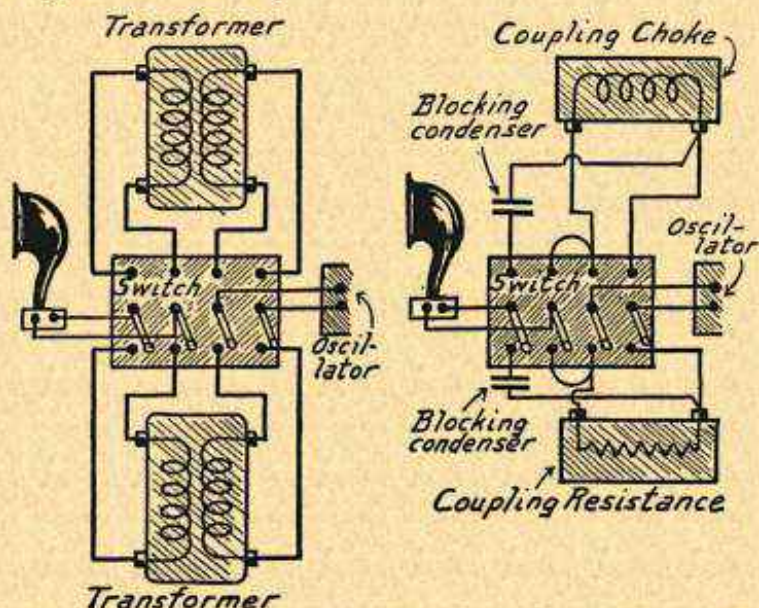 Transformer
Switch
Oscil-
lator
Transformer
Coupling Choke
Blocking
condenser
Oscil-
lator
Switch
Blocking
condenser
Coupling Resistance